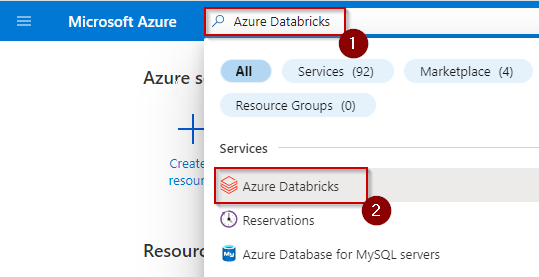 Microsoft Azure
Azure Databricks
1
Azure s
All
Services (92)
Marketplace (4)
Resource Groups (0)
Create
resour
Services
Azure Databricks
2
Reservations
Azure Database for MySQL servers
Resour